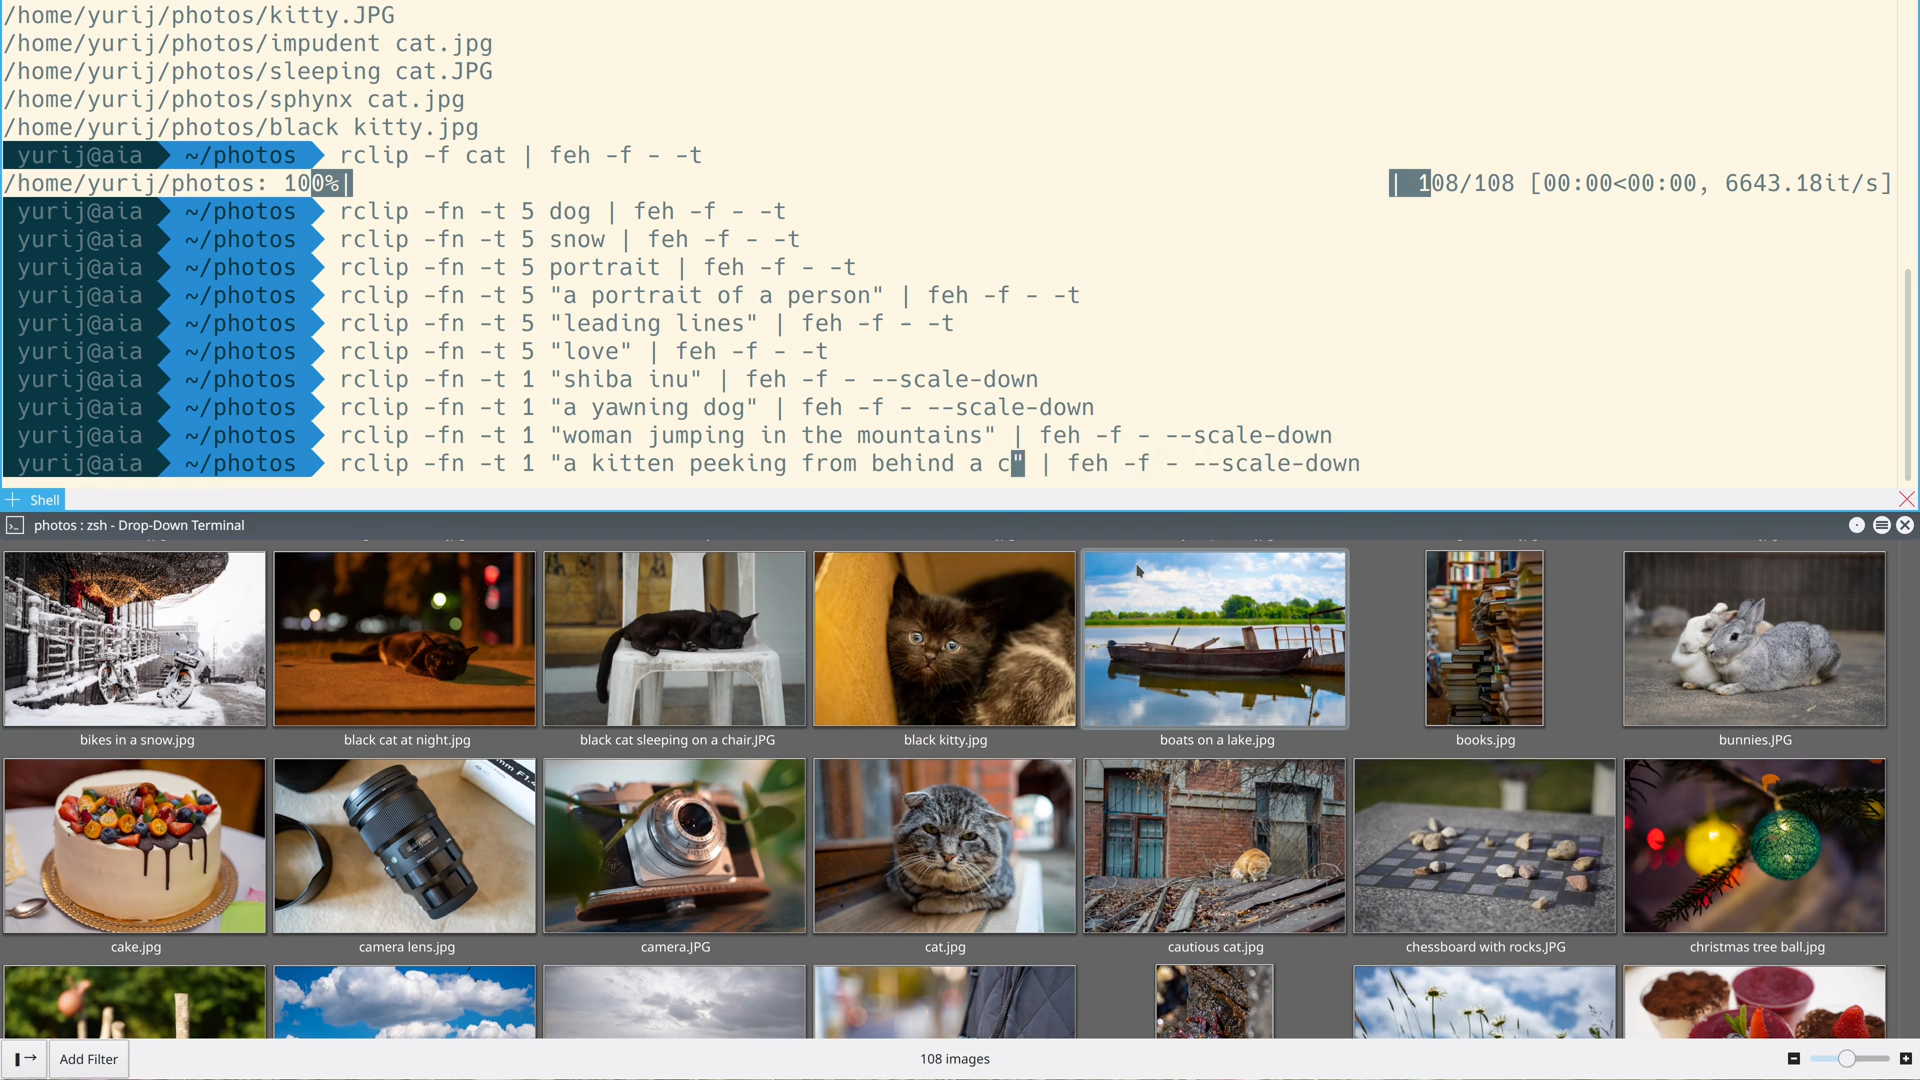 /home/yurij/photos/kitty.JPG
/home/yurij/photos/impudent cat.jpg
/home/yurij/photos/sleeping cat.JPG
/home/yurij/photos/sphynx cat.jpg
/home/yurij/photos/black kitty.jpg
yurij@aia ~/photos rclip -f cat | feh -f - -t
/home/yurij/photos: 100%| | 108/108 [00:00<00:00, 6643.18it/s]
yurij@aia ~/photos rclip -fn -t 5 dog | feh -f - -t
yurij@aia ~/photos rclip -fn -t 5 snow | feh -f - -t
yurij@aia ~/photos rclip -fn -t 5 portrait | feh -f - -t
yurij@aia ~/photos rclip -fn -t 5 "a portrait of a person" | feh -f - -t
yurij@aia ~/photos rclip -fn -t 5 "leading lines" | feh -f - -t
yurij@aia ~/photos rclip -fn -t 5 "love" | feh -f - -t
yurij@aia ~/photos rclip -fn -t 1 "shiba inu" | feh -f - --scale-down
yurij@aia ~/photos rclip -fn -t 1 "a yawning dog" | feh -f - --scale-down
yurij@aia ~/photos rclip -fn -t 1 "woman jumping in the mountains" | feh -f - --scale-down
yurij@aia ~/photos rclip -fn -t 1 "a kitten peeking from behind a c" | feh -f - --scale-down
Shell
photos : zsh - Drop-Down Terminal
bikes in a snow.jpg
black cat at night.jpg
black cat sleeping on a chair.JPG
black kitty.jpg
boats on a lake.jpg
books.jpg
bunnies.JPG
cake.jpg
camera lens.jpg
camera.JPG
cat.jpg
cautious cat.jpg
chessboard with rocks.JPG
christmas tree ball.jpg
Add Filter
108 images